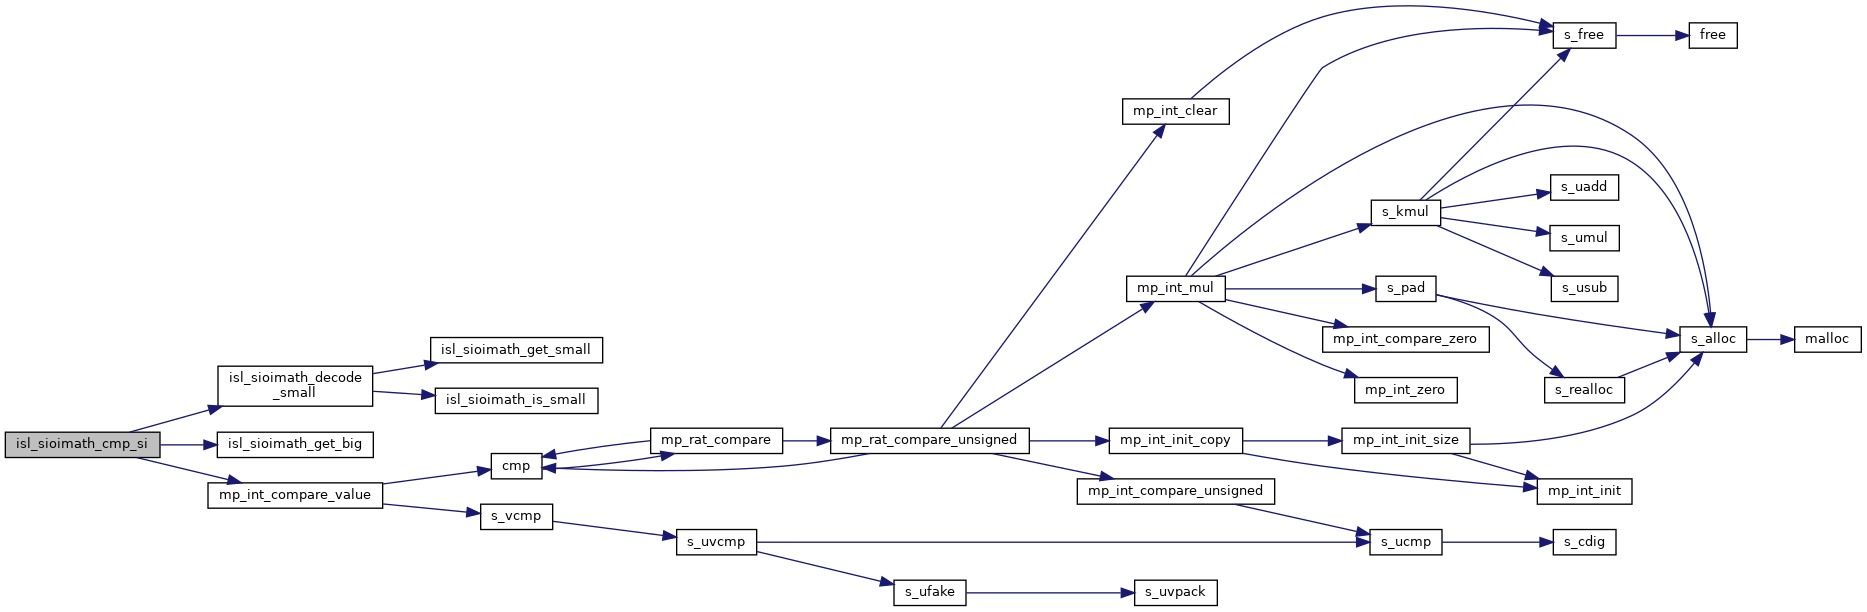 isl_sioimath_cmp_si
isl_sioimath_decode
_small
isl_sioimath_get_small
isl_sioimath_is_small
isl_sioimath_get_big
mp_int_compare_value
cmp
mp_rat_compare
mp_rat_compare_unsigned
mp_int_clear
s_free
free
mp_int_mul
s_kmul
s_uadd
s_umul
s_usub
s_pad
mp_int_compare_zero
mp_int_zero
s_alloc
malloc
s_realloc
mp_int_init_copy
mp_int_init_size
mp_int_init
mp_int_compare_unsigned
s_vcmp
s_uvcmp
s_ucmp
s_cdig
s_ufake
s_uvpack